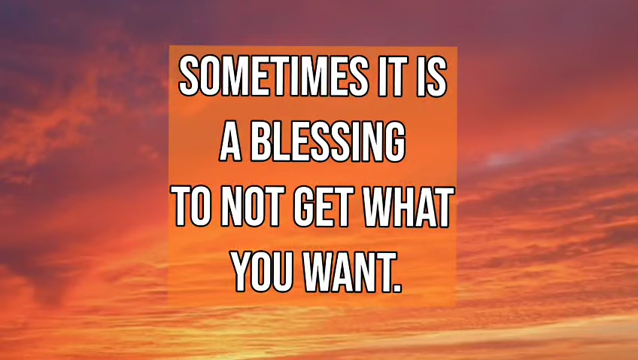 SOMETIMES IT IS
A BLESSING
TO NOT GET WHAT
YOU WANT.